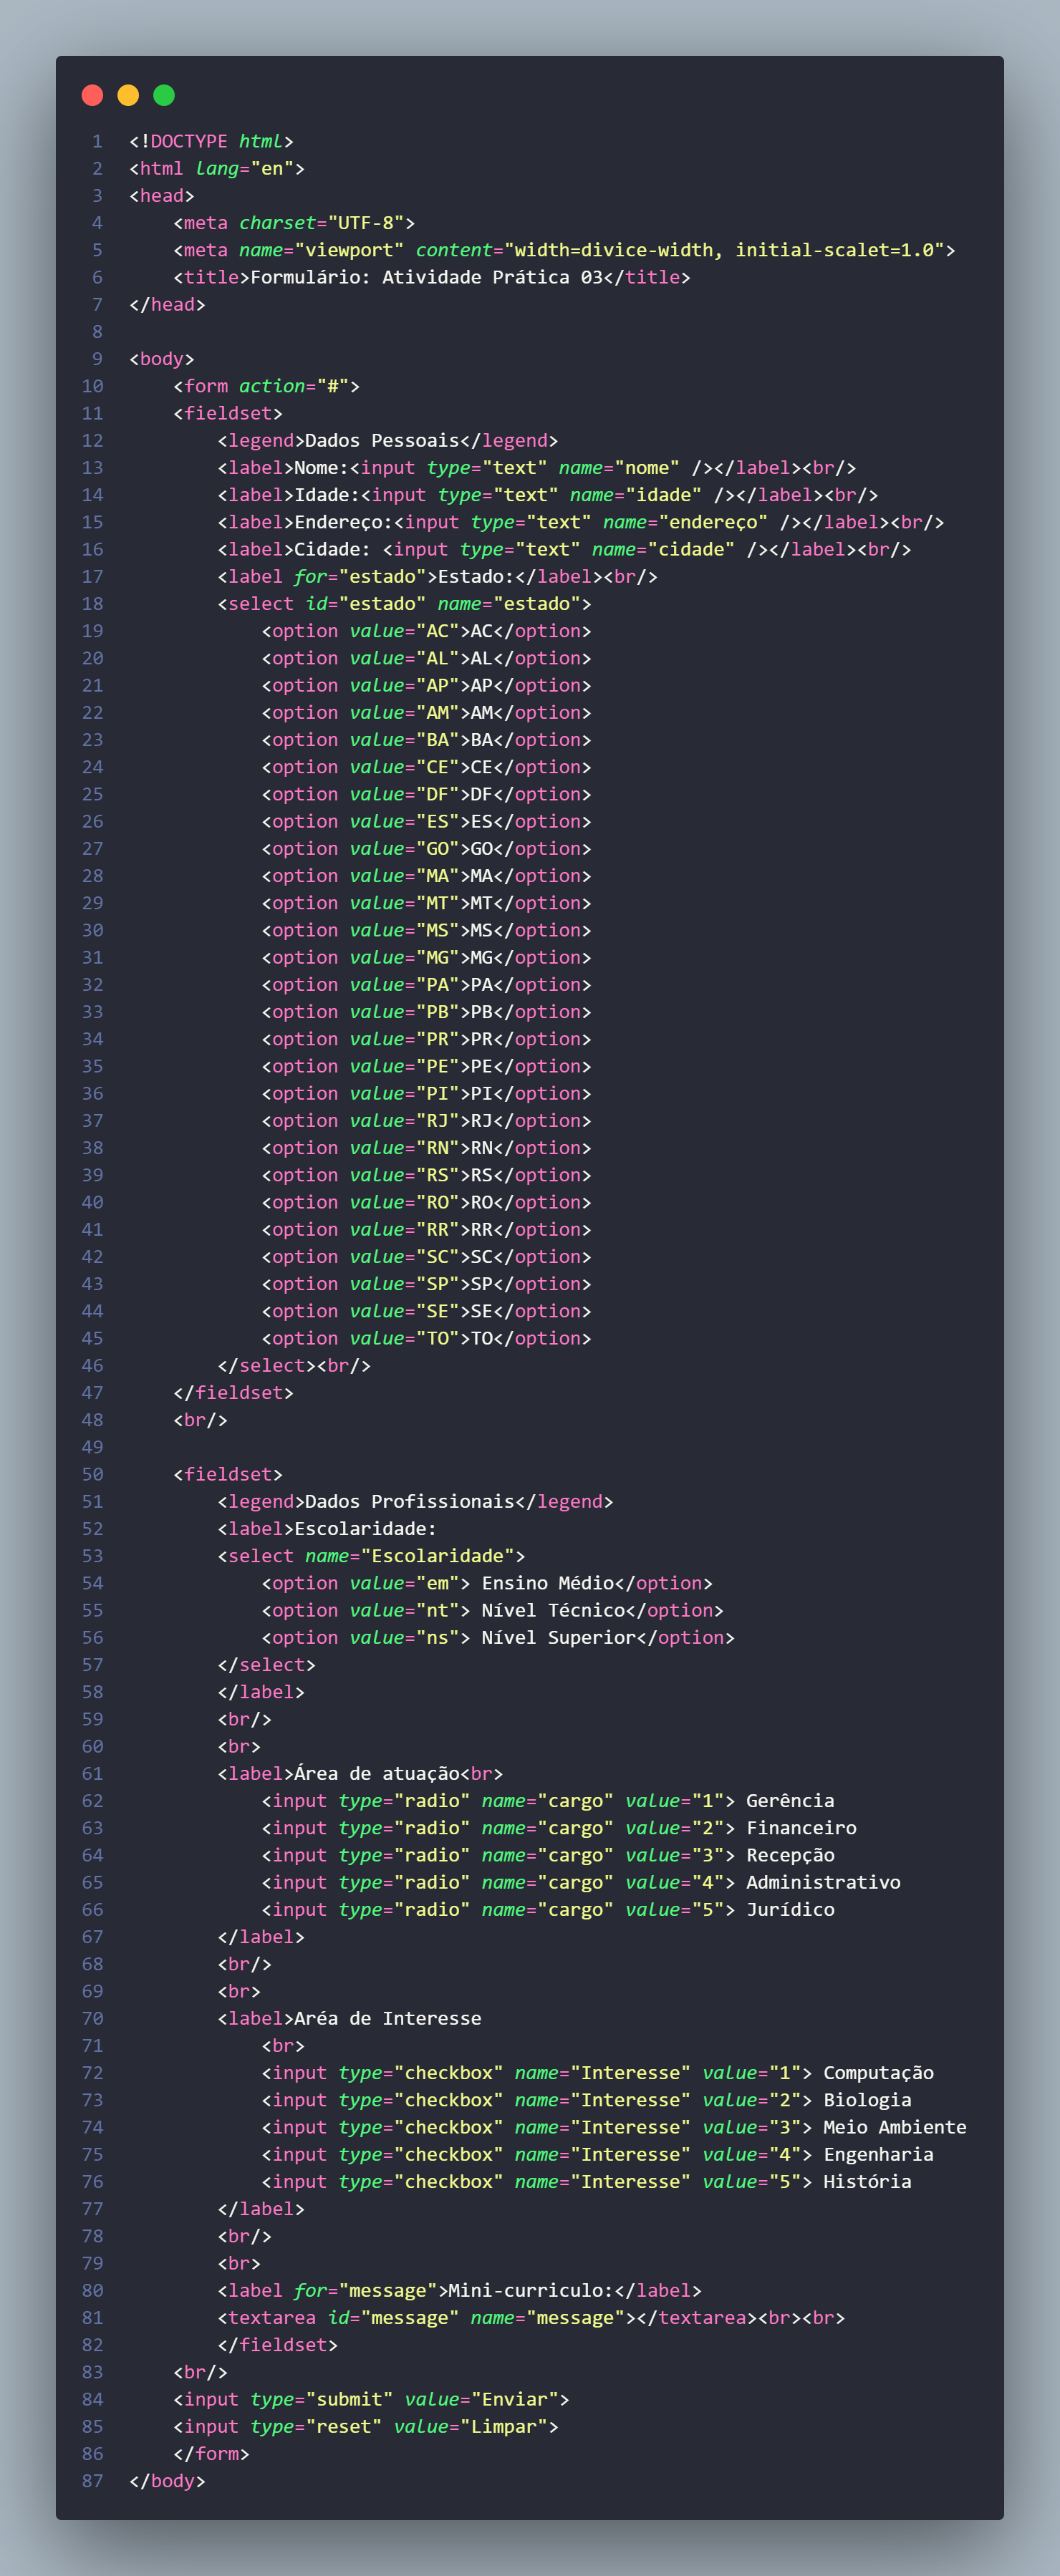 1 <!DOCTYPE html>
2 <html lang="en">
3 <head>
4     <meta charset="UTF-8">
5     <meta name="viewport" content="width=divice-width, initial-scalet=1.0">
6     <title>Formulário: Atividade Prática 03</title>
7 </head>
8
9 <body>
10     <form action="#">
11     <fieldset>
12         <legend>Dados Pessoais</legend>
13         <label>Nome:<input type="text" name="nome" /></label><br/>
14         <label>Idade:<input type="text" name="idade" /></label><br/>
15         <label>Endereço:<input type="text" name="endereço" /></label><br/>
16         <label>Cidade: <input type="text" name="cidade" /></label><br/>
17         <label for="estado">Estado:</label><br/>
18         <select id="estado" name="estado">
19             <option value="AC">AC</option>
20             <option value="AL">AL</option>
21             <option value="AP">AP</option>
22             <option value="AM">AM</option>
23             <option value="BA">BA</option>
24             <option value="CE">CE</option>
25             <option value="DF">DF</option>
26             <option value="ES">ES</option>
27             <option value="GO">GO</option>
28             <option value="MA">MA</option>
29             <option value="MT">MT</option>
30             <option value="MS">MS</option>
31             <option value="MG">MG</option>
32             <option value="PA">PA</option>
33             <option value="PB">PB</option>
34             <option value="PR">PR</option>
35             <option value="PE">PE</option>
36             <option value="PI">PI</option>
37             <option value="RJ">RJ</option>
38             <option value="RN">RN</option>
39             <option value="RS">RS</option>
40             <option value="RO">RO</option>
41             <option value="RR">RR</option>
42             <option value="SC">SC</option>
43             <option value="SP">SP</option>
44             <option value="SE">SE</option>
45             <option value="TO">TO</option>
46         </select><br/>
47     </fieldset>
48     <br/>
49
50     <fieldset>
51         <legend>Dados Profissionais</legend>
52         <label>Escolaridade:
53         <select name="Escolaridade">
54             <option value="em"> Ensino Médio</option>
55             <option value="nt"> Nível Técnico</option>
56             <option value="ns"> Nível Superior</option>
57         </select>
58         </label>
59         <br/>
60         <br>
61         <label>Área de atuação<br>
62             <input type="radio" name="cargo" value="1"> Gerência
63             <input type="radio" name="cargo" value="2"> Financeiro
64             <input type="radio" name="cargo" value="3"> Recepção
65             <input type="radio" name="cargo" value="4"> Administrativo
66             <input type="radio" name="cargo" value="5"> Jurídico
67         </label>
68         <br/>
69         <br>
70         <label>Aréa de Interesse
71             <br>
72             <input type="checkbox" name="Interesse" value="1"> Computação
73             <input type="checkbox" name="Interesse" value="2"> Biologia
74             <input type="checkbox" name="Interesse" value="3"> Meio Ambiente
75             <input type="checkbox" name="Interesse" value="4"> Engenharia
76             <input type="checkbox" name="Interesse" value="5"> História
77         </label>
78         <br/>
79         <br>
80         <label for="message">Mini-curriculo:</label>
81         <textarea id="message" name="message"></textarea><br><br>
82         </fieldset>
83     <br/>
84     <input type="submit" value="Enviar">
85     <input type="reset" value="Limpar">
86     </form>
87 </body>